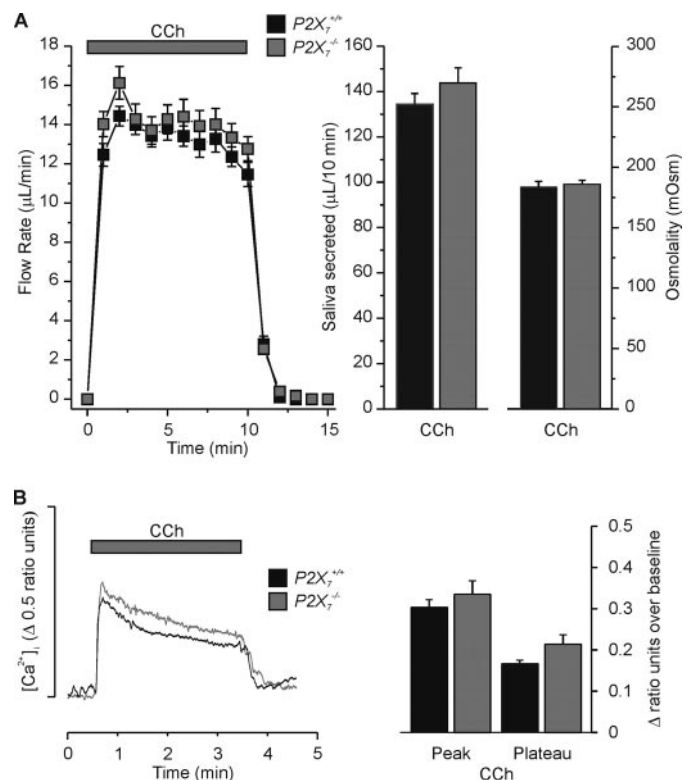 A
CCh
P2X₇⁺/⁺
P2X₇⁻/⁻
18
16
14
12
10
8
6
4
2
0
Flow Rate (µL/min)
0
5
10
15
Time (min)
160
140
120
100
80
60
140
120
0
Saliva secreted (µL/10 min)
CCh
CCh
300
250
200
150
100
50
0
Osmolality (mOsm)
B
CCh
P2X₇⁺/⁺
P2X₇⁻/⁻
[Ca²⁺], (Δ 0.5 ratio units)
0
1
2
3
4
5
Time (min)
0.5
0.4
0.3
0.2
0.1
Δ ratio units over baseline
Peak
Plateau
CCh